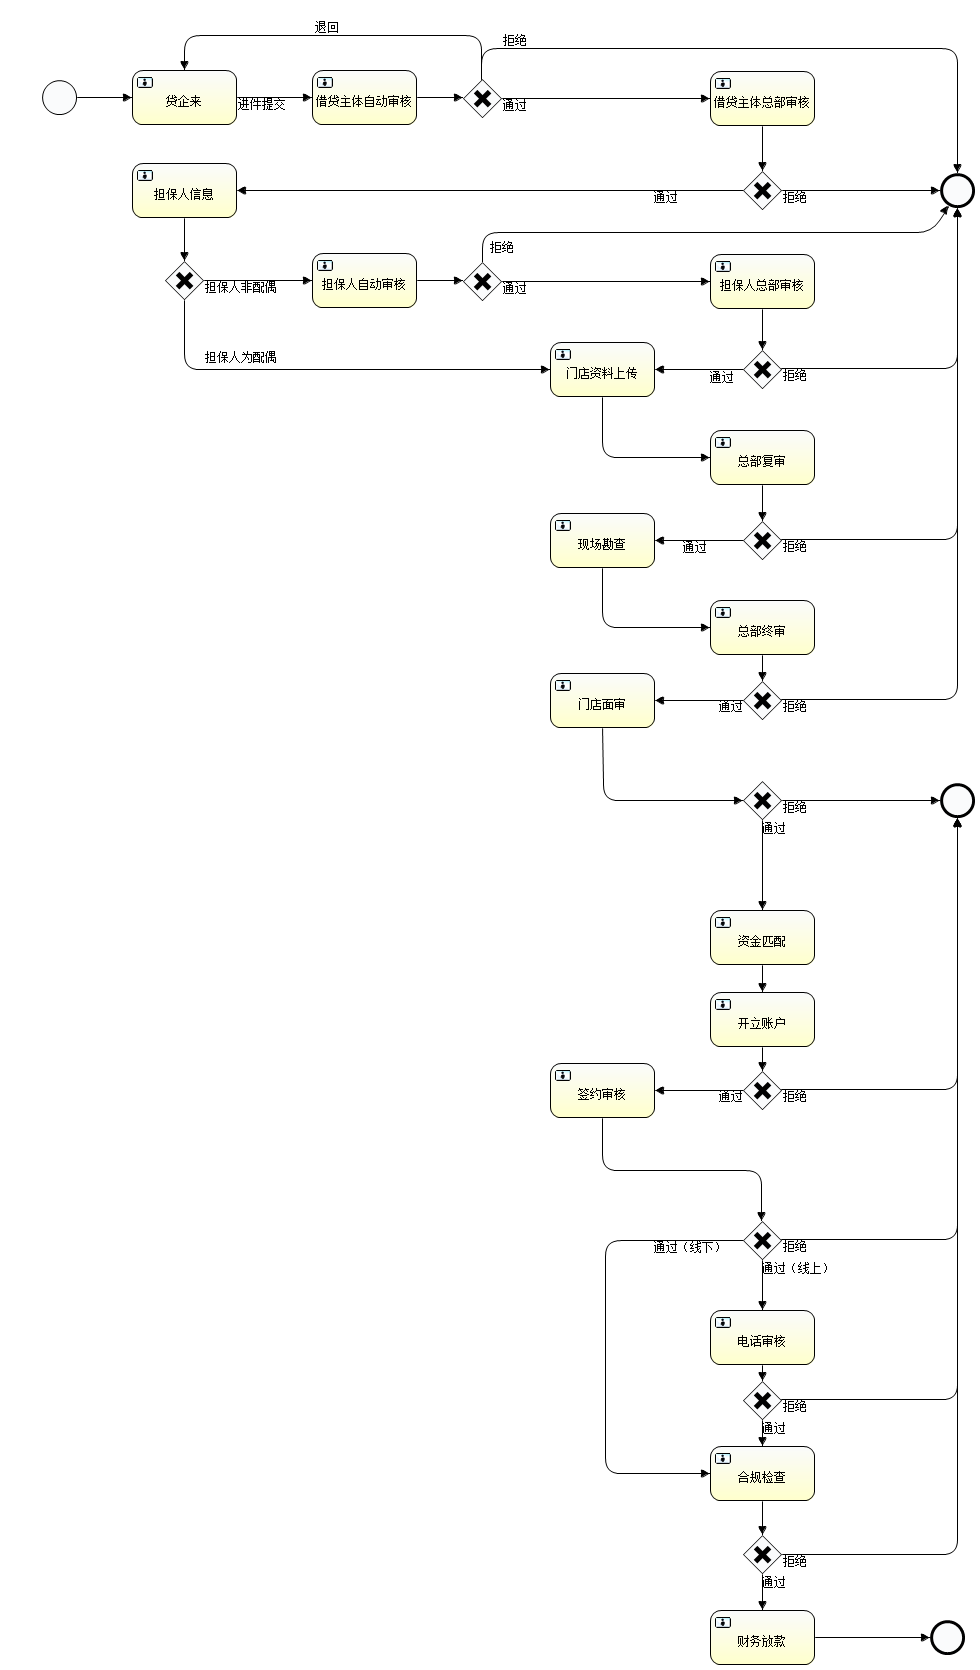 退回
拒绝
贷企来
进件提交
借贷主体自动审核
通过
借贷主体总部审核
担保人信息
通过
拒绝
拒绝
担保人非配偶
担保人自动审核
通过
担保人总部审核
担保人为配偶
门店资料上传
通过
拒绝
总部复审
现场勘查
通过
拒绝
总部终审
门店面审
通过
拒绝
拒绝
通过
资金匹配
开立账户
签约审核
通过
拒绝
通过（线下）
拒绝
通过（线上）
电话审核
拒绝
通过
合规检查
拒绝
通过
财务放款